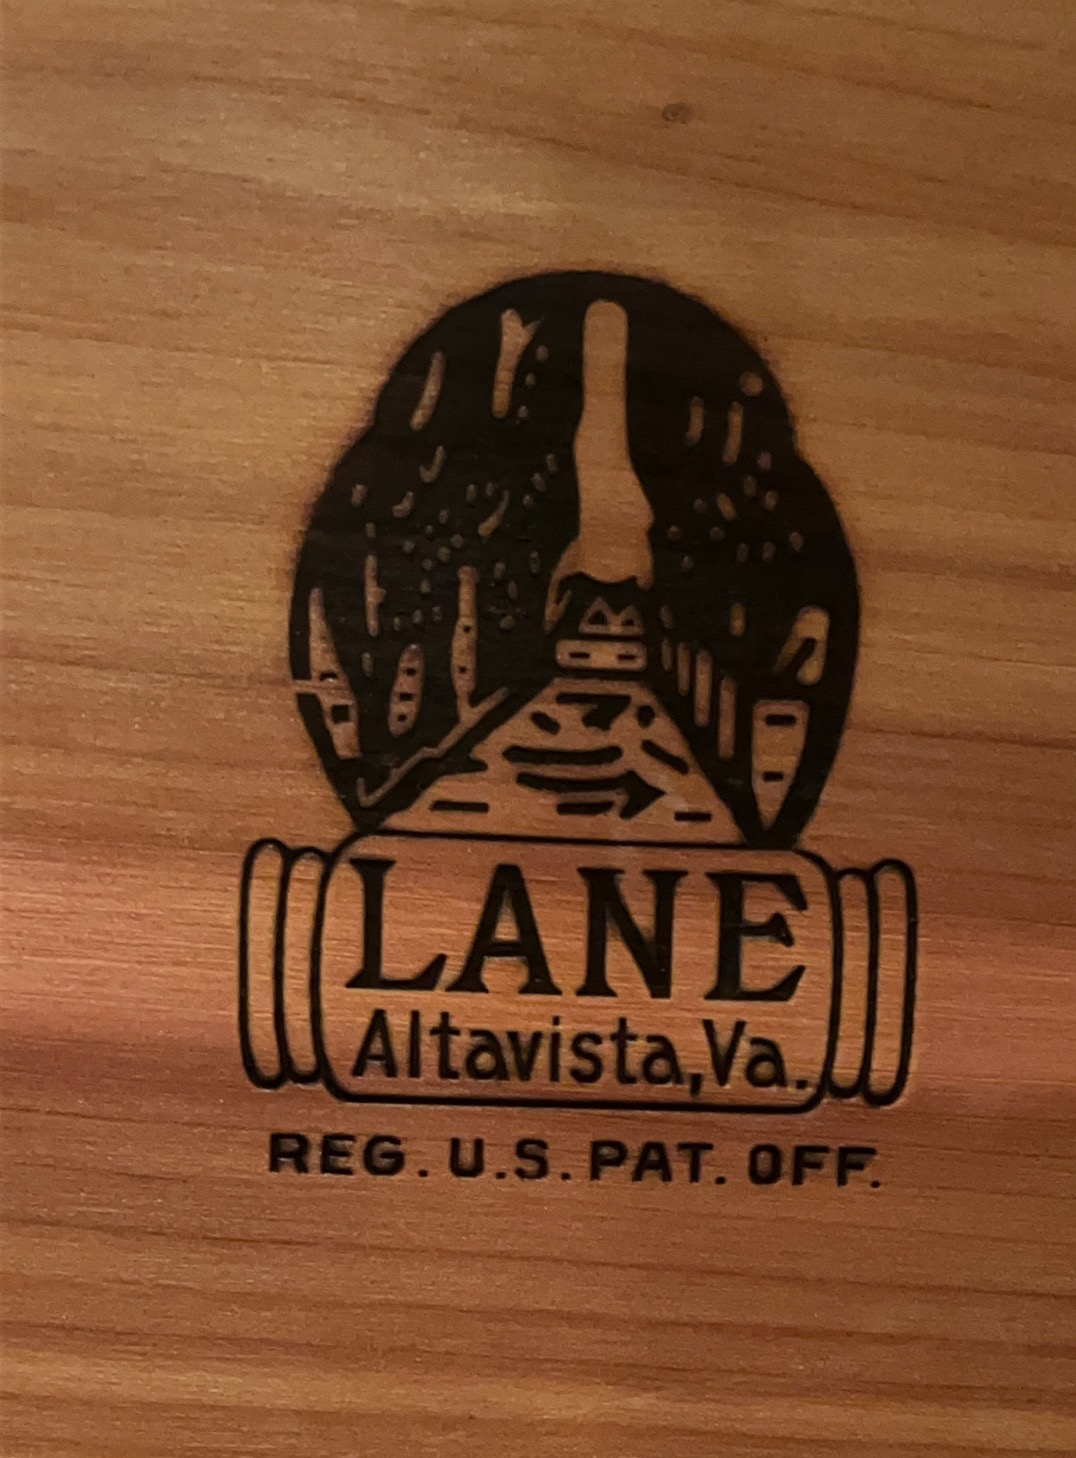 LANE
Altavista, Va.
REG. U.S. PAT. OFF.